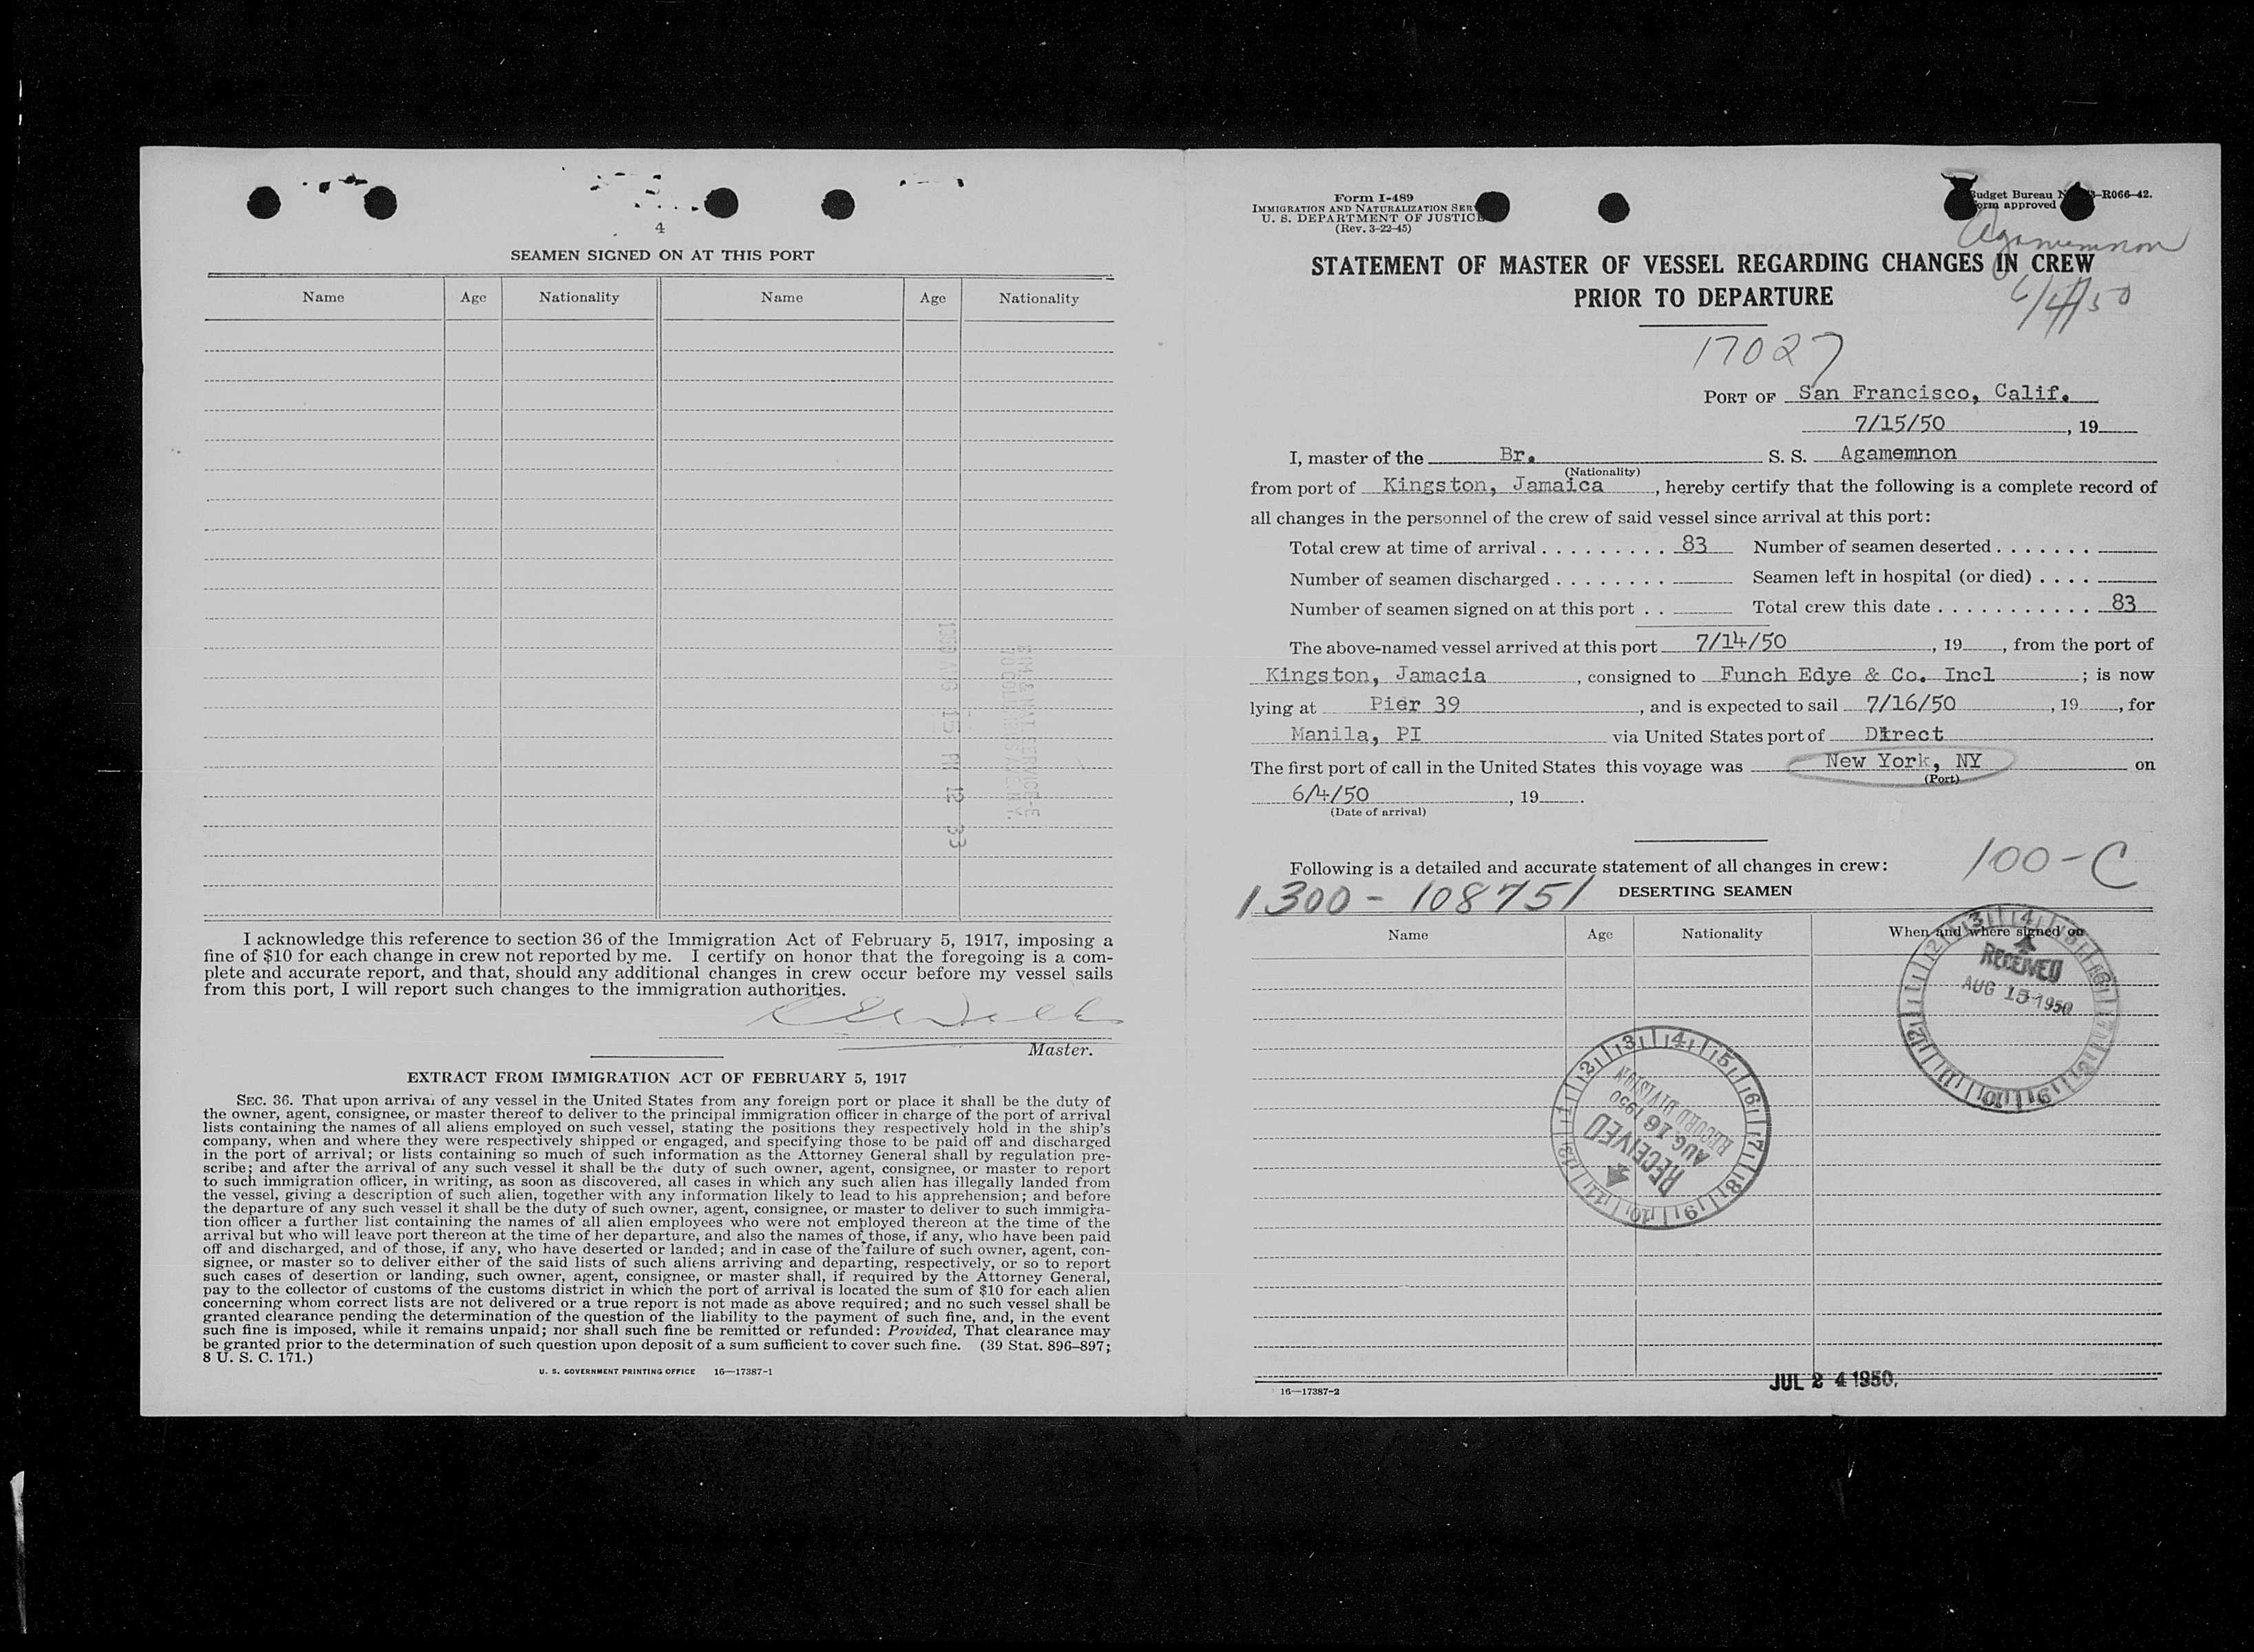 4
SEAMEN SIGNED ON AT THIS PORT
Name Age Nationality Name Age Nationality
I acknowledge this reference to section 36 of the Immigration Act of February 5, 1917, imposing a
fine of $10 for each change in crew not reported by me. I certify on honor that the foregoing is a com-
plete and accurate report, and that, should any additional changes in crew occur before my vessel sails
from this port, I will report such changes to the immigration authorities.
Master.
EXTRACT FROM IMMIGRATION ACT OF FEBRUARY 5, 1917
SEC. 36. That upon arrival of any vessel in the United States from any foreign port or place it shall be the duty of
the owner, agent, consignee, or master thereof to deliver to the principal immigration officer in charge of the port of arrival
lists containing the names of all aliens employed on such vessel, stating the positions they respectively hold in the ship's
company, when and where they were respectively shipped or engaged, and specifying those to be paid off and discharged
in the port of arrival; or lists containing so much of such information as the Attorney General shall by regulation pre-
scribe; and after the arrival of any such vessel it shall be the duty of such owner, agent, consignee, or master to report
to such immigration officer, in writing, as soon as discovered, all cases in which any such alien has illegally landed from
the vessel, giving a description of such alien, together with any information likely to lead to his apprehension; and before
the departure of any such vessel it shall be the duty of such owner, agent, consignee, or master to deliver to such immigra-
tion officer a further list containing the names of all alien employees who were not employed thereon at the time of the
arrival but who will leave port thereon at the time of her departure, and also the names of those, if any, who have been paid
off and discharged, and of those, if any, who have deserted or landed; and in case of the failure of such owner, agent, con-
signee, or master so to deliver either of the said lists of such aliens arriving and departing, respectively, or so to report
such cases of desertion or landing, such owner, agent, consignee, or master shall, if required by the Attorney General,
pay to the collector of customs of the customs district in which the port of arrival is located the sum of $10 for each alien
concerning whom correct lists are not delivered or a true report is not made as above required; and no such vessel shall be
granted clearance pending the determination of the question of the liability to the payment of such fine, and, in the event
such fine is imposed, while it remains unpaid; nor shall such fine be remitted or refunded: Provided, That clearance may
be granted prior to the determination of such question upon deposit of a sum sufficient to cover such fine. (39 Stat. 896–897;
8 U. S. C. 171.)
U. S. GOVERNMENT PRINTING OFFICE 16—17387-1
Form I-489
IMMIGRATION AND NATURALIZATION SER
U. S. DEPARTMENT OF JUSTICE
(Rev. 3-22-45)
Budget Bureau N -R066-42.
orm approved
Agamemnon
STATEMENT OF MASTER OF VESSEL REGARDING CHANGES IN CREW
PRIOR TO DEPARTURE
6/4/50
17027
PORT OF San Francisco, Calif.
7/15/50 , 19
I, master of the Br. S. S. Agamemnon
(Nationality)
from port of Kingston, Jamaica , hereby certify that the following is a complete record of
all changes in the personnel of the crew of said vessel since arrival at this port:
Total crew at time of arrival . . . . . . . . . 83 Number of seamen deserted . . . . . . .
Number of seamen discharged . . . . . . . . Seamen left in hospital (or died) . . . .
Number of seamen signed on at this port . . Total crew this date . . . . . . . . . . . 83
The above-named vessel arrived at this port 7/14/50 , 19 , from the port of
Kingston, Jamacia , consigned to Funch Edye & Co. Incl ; is now
lying at Pier 39 , and is expected to sail 7/16/50 , 19 , for
Manila, PI via United States port of Direct
The first port of call in the United States this voyage was New York, NY on
(Port)
6/4/50 , 19 .
(Date of arrival)
Following is a detailed and accurate statement of all changes in crew: 100-C
1300-108751 DESERTING SEAMEN
Name Age Nationality When and where signed on
RECEIVED
AUG 15 1950
RECEIVED
AUG 16 1950
RECORD DIVISION
JUL 24 1950.
16—17387-2